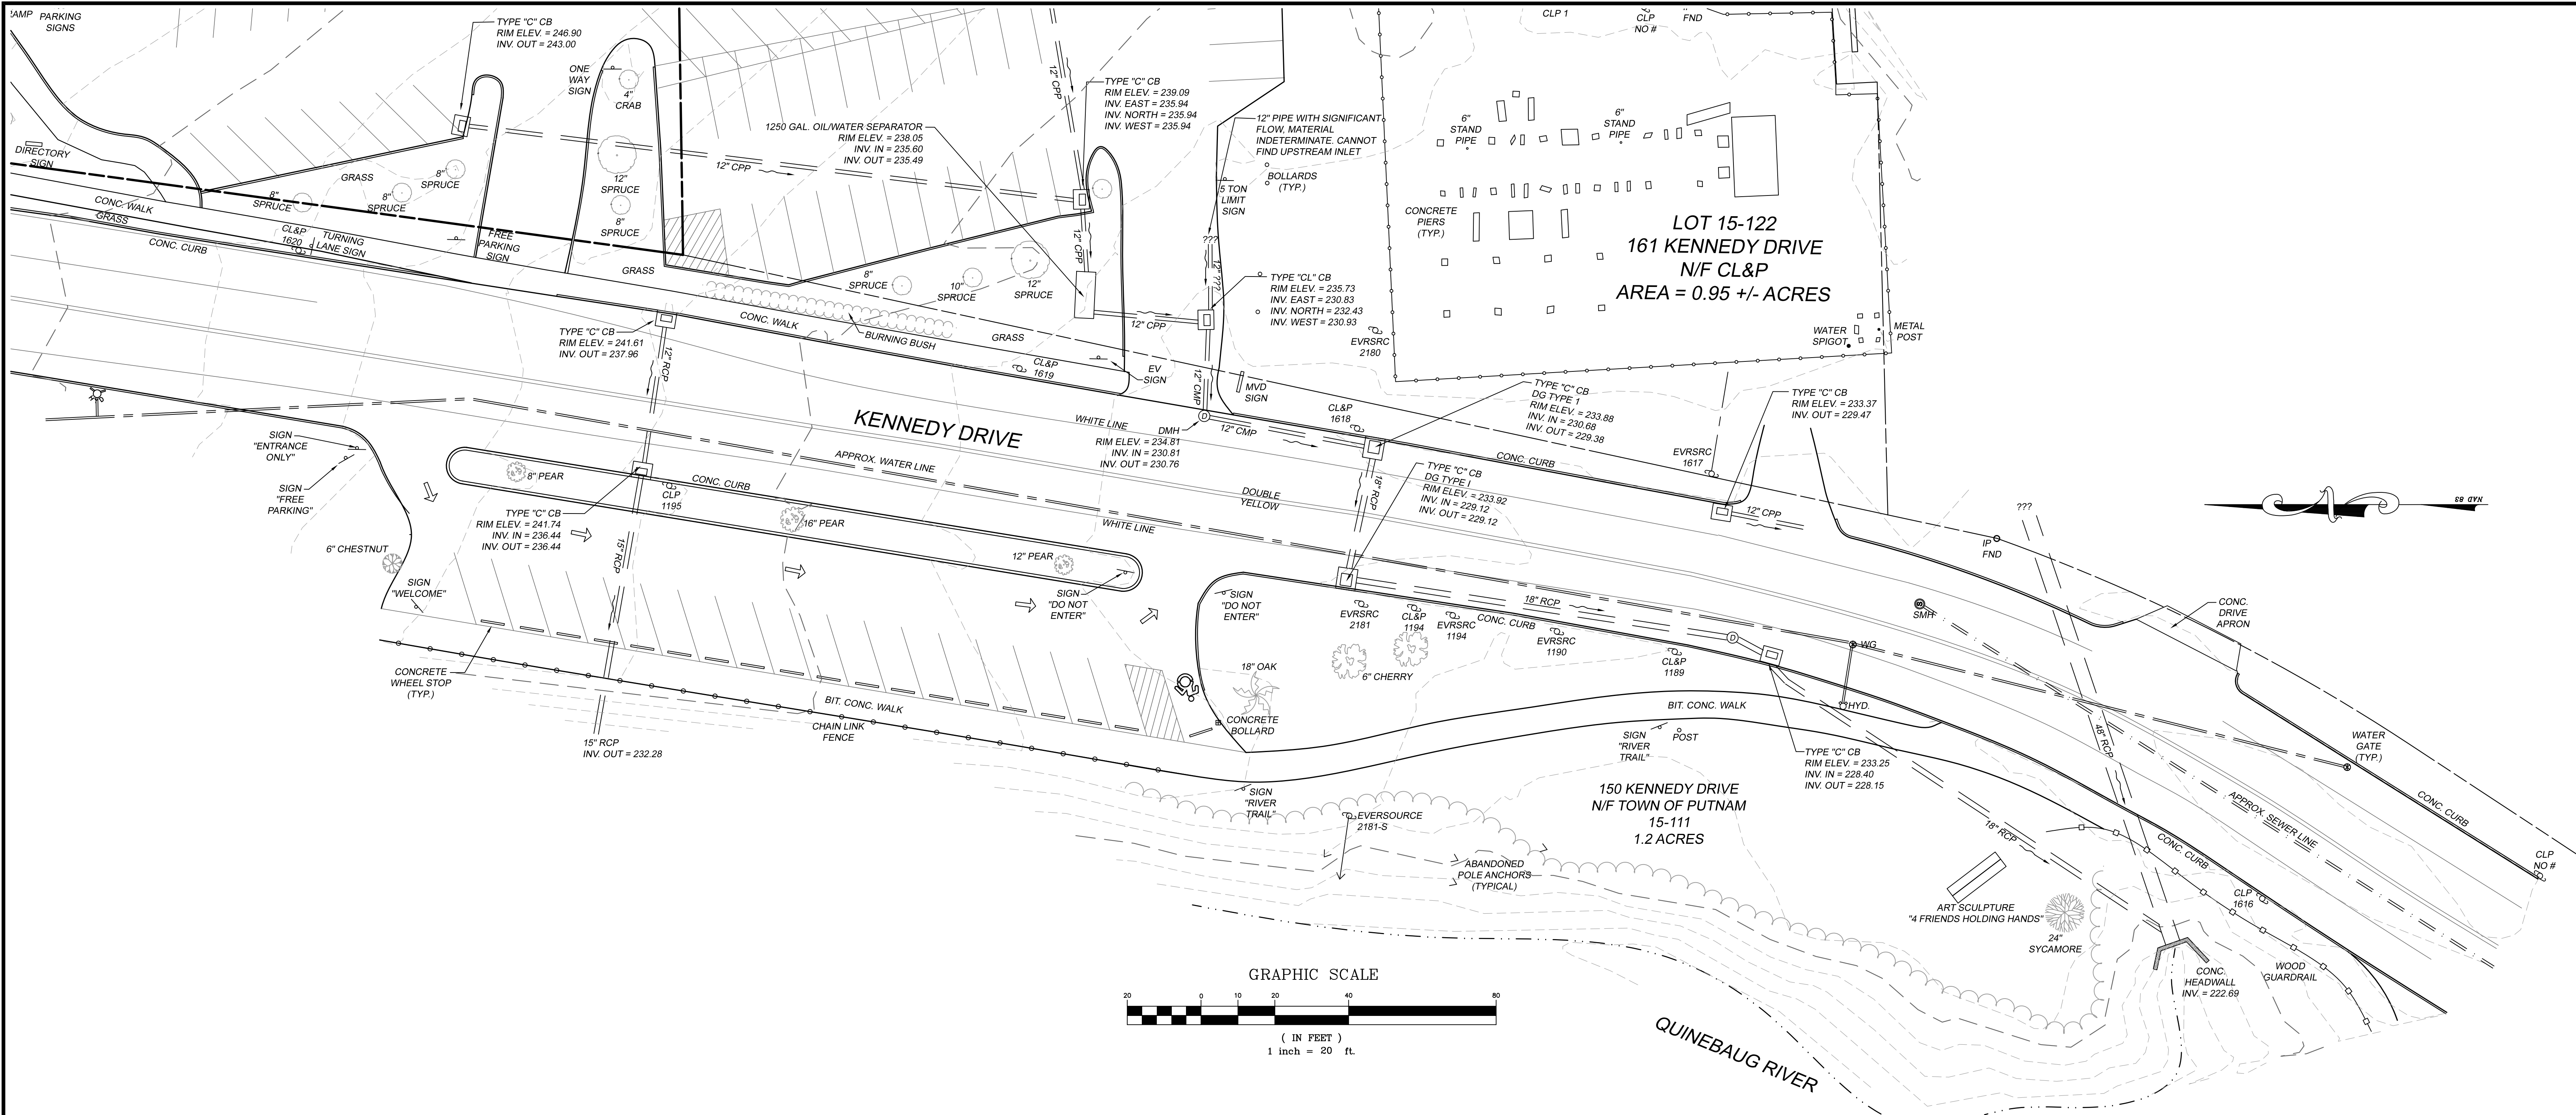 RAMP
PARKING
SIGNS
TYPE "C" CB
RIM ELEV. = 246.90
INV. OUT = 243.00
ONE
WAY
SIGN
4"
CRAB
12" CPP
TYPE "C" CB
RIM ELEV. = 239.09
INV. EAST = 235.94
INV. NORTH = 235.94
INV. WEST = 235.94
1250 GAL. OIL/WATER SEPARATOR
RIM ELEV. = 238.05
INV. IN = 235.60
INV. OUT = 235.49
12" PIPE WITH SIGNIFICANT
FLOW, MATERIAL
INDETERMINATE. CANNOT
FIND UPSTREAM INLET
BOLLARDS
(TYP.)
5 TON
LIMIT
SIGN
CLP 1
CLP
NO #
FND
6"
STAND
PIPE
6"
STAND
PIPE
CONCRETE
PIERS
(TYP.)
LOT 15-122
161 KENNEDY DRIVE
N/F CL&P
AREA = 0.95 +/- ACRES
WATER
SPIGOT
METAL
POST
DIRECTORY
SIGN
GRASS
8"
SPRUCE
8"
SPRUCE
8"
SPRUCE
12"
SPRUCE
8"
SPRUCE
12" CPP
12" CPP
CONC. WALK
GRASS
CONC. CURB
CL&P
1620
TURNING
LANE SIGN
FREE
PARKING
SIGN
GRASS
8"
SPRUCE
10"
SPRUCE
12"
SPRUCE
???
12" ???
TYPE "CL" CB
RIM ELEV. = 235.73
INV. EAST = 230.83
INV. NORTH = 232.43
INV. WEST = 230.93
TYPE "C" CB
RIM ELEV. = 241.61
INV. OUT = 237.96
12" RCP
CONC. WALK
BURNING BUSH
GRASS
12" CPP
CL&P
1619
EV
SIGN
12" CMP
MVD
SIGN
EVRSRC
2180
KENNEDY DRIVE
WHITE LINE
DMH
RIM ELEV. = 234.81
INV. IN = 230.81
INV. OUT = 230.76
12" CMP
CL&P
1618
TYPE "C" CB
DG TYPE 1
RIM ELEV. = 233.88
INV. IN = 230.68
INV. OUT = 229.38
TYPE "C" CB
RIM ELEV. = 233.37
INV. OUT = 229.47
EVRSRC
1617
CONC. CURB
12" CPP
APPROX. WATER LINE
DOUBLE
YELLOW
WHITE LINE
18" RCP
TYPE "C" CB
DG TYPE I
RIM ELEV. = 233.92
INV. IN = 229.12
INV. OUT = 229.12
NAD 83
SIGN
"ENTRANCE
ONLY"
SIGN
"FREE
PARKING"
8" PEAR
CLP
1195
CONC. CURB
TYPE "C" CB
RIM ELEV. = 241.74
INV. IN = 236.44
INV. OUT = 236.44
16" PEAR
12" PEAR
15" RCP
6" CHESTNUT
SIGN
"WELCOME"
SIGN
"DO NOT
ENTER"
SIGN
"DO NOT
ENTER"
18" RCP
EVRSRC
2181
CL&P
1194
EVRSRC
1194
CONC. CURB
EVRSRC
1190
CL&P
1189
D
D
6" CHERRY
18" OAK
???
IP
FND
S
SMH
WG
HYD.
CONC.
DRIVE
APRON
CONCRETE
WHEEL STOP
(TYP.)
BIT. CONC. WALK
CHAIN LINK
FENCE
CONCRETE
BOLLARD
BIT. CONC. WALK
SIGN
"RIVER
TRAIL"
POST
15" RCP
INV. OUT = 232.28
TYPE "C" CB
RIM ELEV. = 233.25
INV. IN = 228.40
INV. OUT = 228.15
48" RCP
WATER
GATE
(TYP.)
SIGN
"RIVER
TRAIL"
EVERSOURCE
2181-S
150 KENNEDY DRIVE
N/F TOWN OF PUTNAM
15-111
1.2 ACRES
APPROX. SEWER LINE
CONC. CURB
18" RCP
CONC. CURB
CLP
NO #
ABANDONED
POLE ANCHORS
(TYPICAL)
ART SCULPTURE
"4 FRIENDS HOLDING HANDS"
24"
SYCAMORE
CLP
1616
CONC.
HEADWALL
INV. = 222.69
WOOD
GUARDRAIL
QUINEBAUG RIVER
GRAPHIC SCALE
20 0 10 20 40 80
( IN FEET )
1 inch = 20 ft.